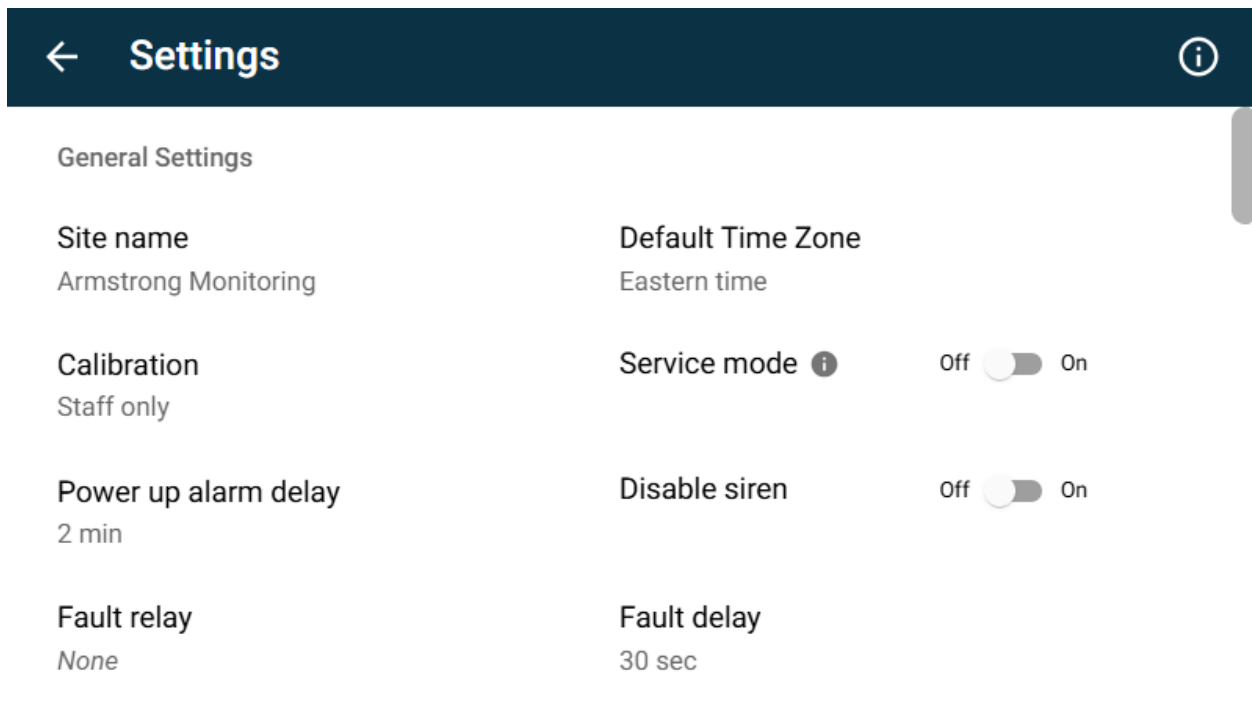 Settings
General Settings
Site name
Armstrong Monitoring
Default Time Zone
Eastern time
Calibration
Staff only
Service mode Off On
Power up alarm delay
2 min
Disable siren Off On
Fault relay
None
Fault delay
30 sec